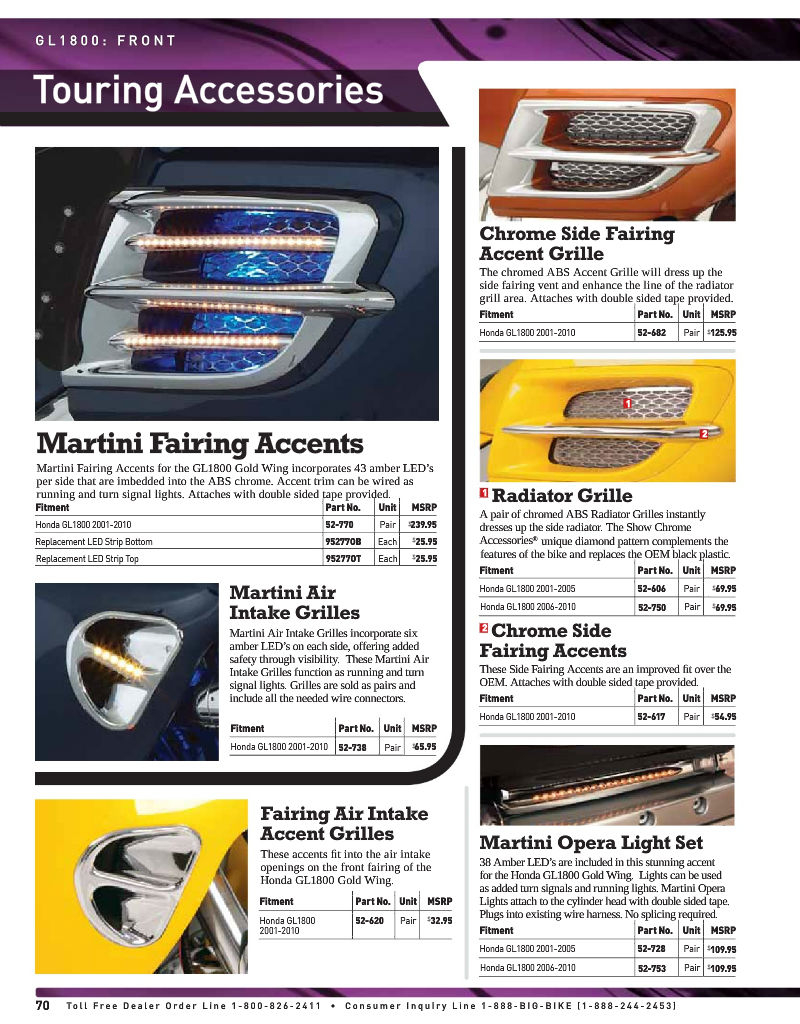 GL1800: FRONT
Touring Accessories
Martini Fairing Accents
Martini Fairing Accents for the GL1800 Gold Wing incorporates 43 amber LED's
per side that are imbedded into the ABS chrome. Accent trim can be wired as
running and turn signal lights. Attaches with double sided tape provided.
Fitment Part No. Unit MSRP
Honda GL1800 2001-2010 52-770 Pair $239.95
Replacement LED Strip Bottom 952770B Each $25.95
Replacement LED Strip Top 952770T Each $25.95
Martini Air
Intake Grilles
Martini Air Intake Grilles incorporate six
amber LED's on each side, offering added
safety through visibility. These Martini Air
Intake Grilles function as running and turn
signal lights. Grilles are sold as pairs and
include all the needed wire connectors.
Fitment Part No. Unit MSRP
Honda GL1800 2001-2010 52-738 Pair $65.95
Fairing Air Intake
Accent Grilles
These accents fit into the air intake
openings on the front fairing of the
Honda GL1800 Gold Wing.
Fitment Part No. Unit MSRP
Honda GL1800 52-620 Pair $32.95
2001-2010
Chrome Side Fairing
Accent Grille
The chromed ABS Accent Grille will dress up the
side fairing vent and enhance the line of the radiator
grill area. Attaches with double sided tape provided.
Fitment Part No. Unit MSRP
Honda GL1800 2001-2010 52-682 Pair $125.95
1
2
1 Radiator Grille
A pair of chromed ABS Radiator Grilles instantly
dresses up the side radiator. The Show Chrome
Accessories® unique diamond pattern complements the
features of the bike and replaces the OEM black plastic.
Fitment Part No. Unit MSRP
Honda GL1800 2001-2005 52-606 Pair $69.95
Honda GL1800 2006-2010 52-750 Pair $69.95
2 Chrome Side
Fairing Accents
These Side Fairing Accents are an improved fit over the
OEM. Attaches with double sided tape provided.
Fitment Part No. Unit MSRP
Honda GL1800 2001-2010 52-617 Pair $54.95
Martini Opera Light Set
38 Amber LED's are included in this stunning accent
for the Honda GL1800 Gold Wing. Lights can be used
as added turn signals and running lights. Martini Opera
Lights attach to the cylinder head with double sided tape.
Plugs into existing wire harness. No splicing required.
Fitment Part No. Unit MSRP
Honda GL1800 2001-2005 52-728 Pair $109.95
Honda GL1800 2006-2010 52-753 Pair $109.95
70 Toll Free Dealer Order Line 1-800-826-2411 • Consumer Inquiry Line 1-888-BIG-BIKE (1-888-244-2453)